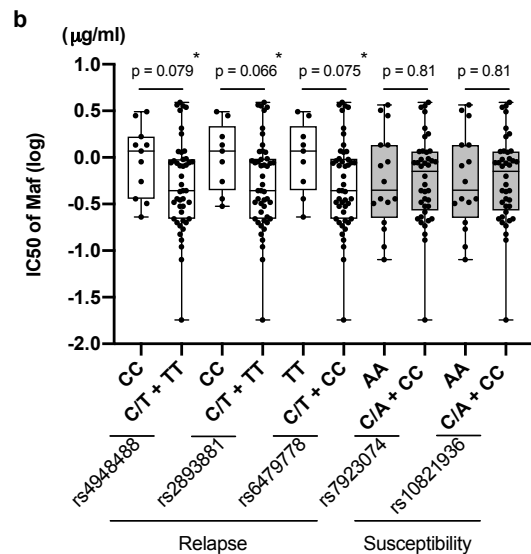 b
(μg/ml)
* * *
p = 0.079 p = 0.066 p = 0.075 p = 0.81 p = 0.81
IC50 of Maf (log)
1.0
0.5
0.0
-0.5
-1.0
-1.5
-2.0
CC C/T + TT CC C/T + TT TT C/T + CC AA C/A + CC AA C/A + CC
rs4948488 rs2893881 rs6479778 rs7923074 rs10821936
Relapse Susceptibility